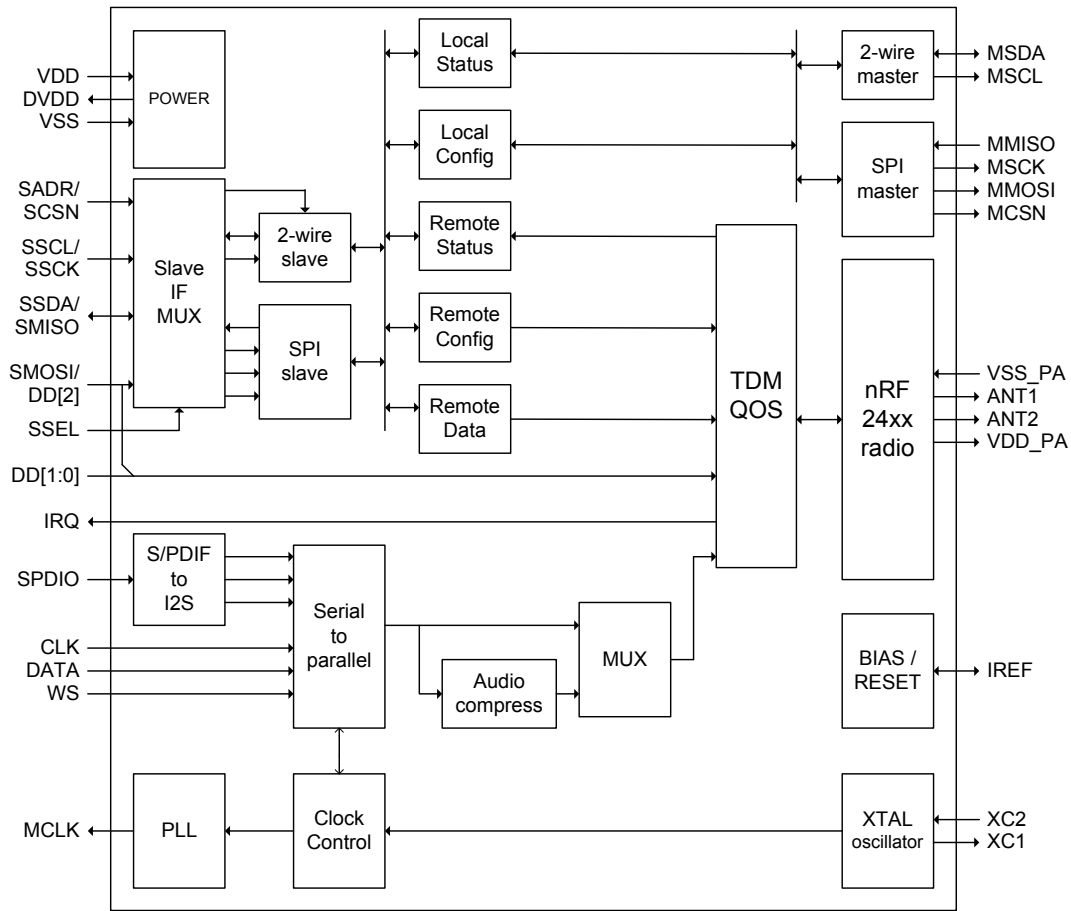 VDD
DVDD
VSS
POWER
SADR/
SCSN
SSCL/
SSCK
SSDA/
SMISO
SMOSI/
DD[2]
SSEL
DD[1:0]
IRQ
SPDIO
CLK
DATA
WS
MCLK
Slave
IF
MUX
2-wire
slave
SPI
slave
Local
Status
Local
Config
Remote
Status
Remote
Config
Remote
Data
TDM
QOS
2-wire
master
SPI
master
nRF
24xx
radio
S/PDIF
to
I2S
Serial
to
parallel
Audio
compress
MUX
BIAS /
RESET
PLL
Clock
Control
XTAL
oscillator
MSDA
MSCL
MMISO
MSCK
MMOSI
MCSN
VSS_PA
ANT1
ANT2
VDD_PA
IREF
XC2
XC1